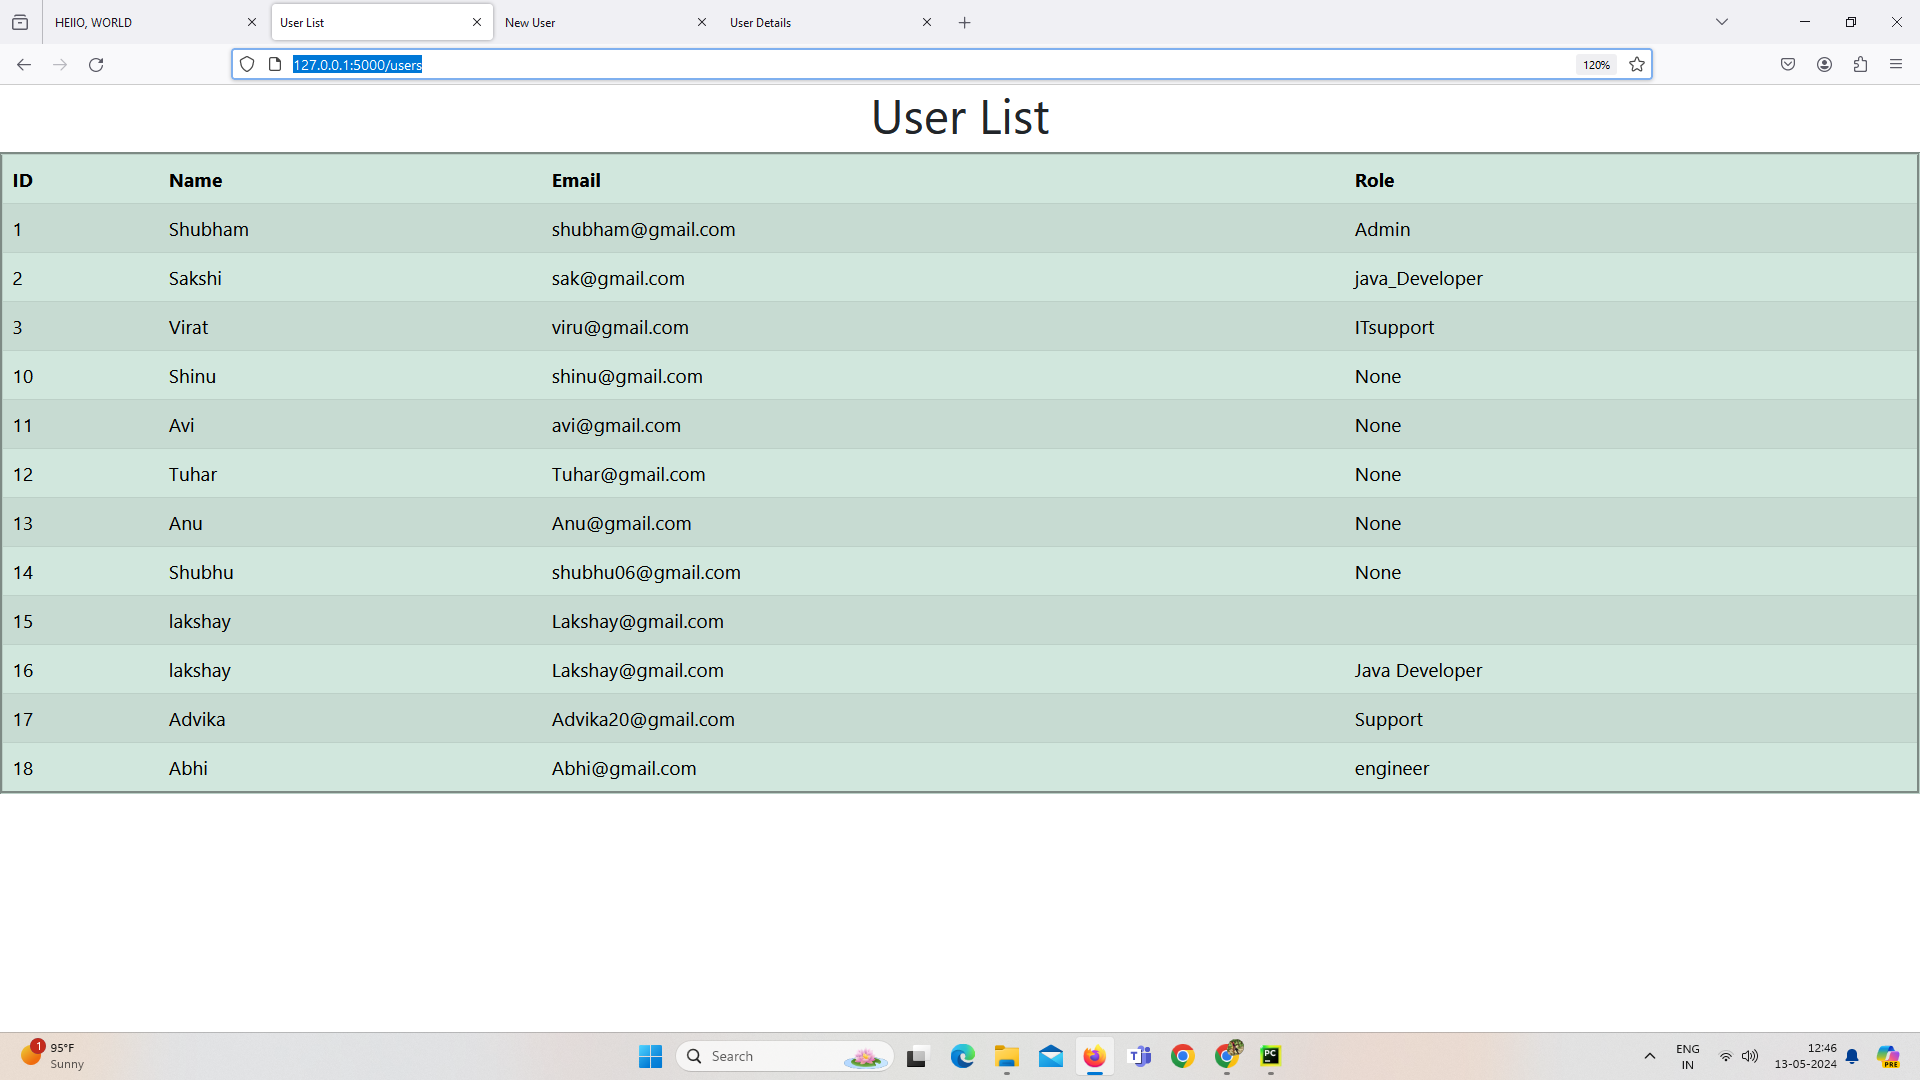 HEllO, WORLD
User List
New User
User Details
127.0.0.1:5000/users
120%
User List
ID Name Email Role
1 Shubham shubham@gmail.com Admin
2 Sakshi sak@gmail.com java_Developer
3 Virat viru@gmail.com ITsupport
10 Shinu shinu@gmail.com None
11 Avi avi@gmail.com None
12 Tuhar Tuhar@gmail.com None
13 Anu Anu@gmail.com None
14 Shubhu shubhu06@gmail.com None
15 lakshay Lakshay@gmail.com
16 lakshay Lakshay@gmail.com Java Developer
17 Advika Advika20@gmail.com Support
18 Abhi Abhi@gmail.com engineer
1
95°F
Sunny
Search
PC
PRE
ENG
IN
12:46
13-05-2024